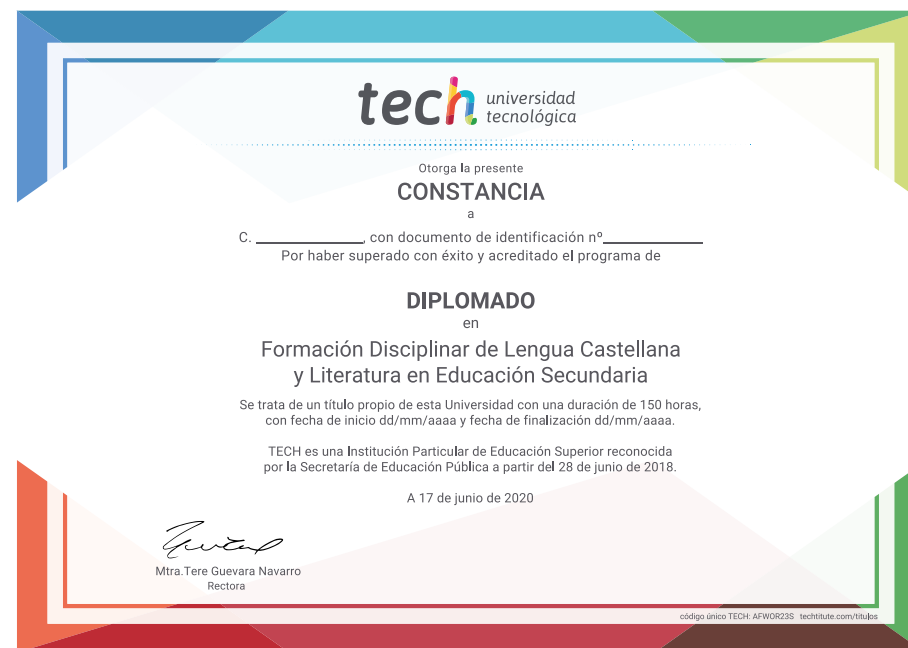 tech universidad
tecnológica
Otorga la presente
CONSTANCIA
a
C. ____________, con documento de identificación nº____________
Por haber superado con éxito y acreditado el programa de
DIPLOMADO
en
Formación Disciplinar de Lengua Castellana
y Literatura en Educación Secundaria
Se trata de un título propio de esta Universidad con una duración de 150 horas,
con fecha de inicio dd/mm/aaaa y fecha de finalización dd/mm/aaaa.
TECH es una Institución Particular de Educación Superior reconocida
por la Secretaría de Educación Pública a partir del 28 de junio de 2018.
A 17 de junio de 2020
Mtra.Tere Guevara Navarro
Rectora
código único TECH: AFWOR23S techtitute.com/titulos